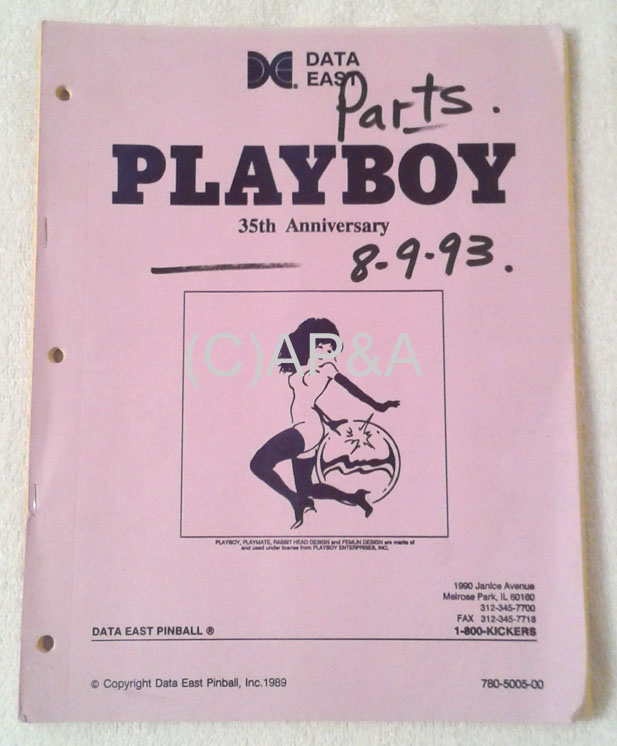 DATA
EAST
Parts.
PLAYBOY
35th Anniversary
8-9-93.
(C)AP&A
PLAYBOY, PLAYMATE, RABBIT HEAD DESIGN and FEMLIN DESIGN are marks of
and used under license from PLAYBOY ENTERPRISES, INC.
1990 Janice Avenue
Melrose Park, IL 60160
312-345-7700
FAX 312-345-7718
1-800-KICKERS
DATA EAST PINBALL ®
© Copyright Data East Pinball, Inc.1989
780-5005-00